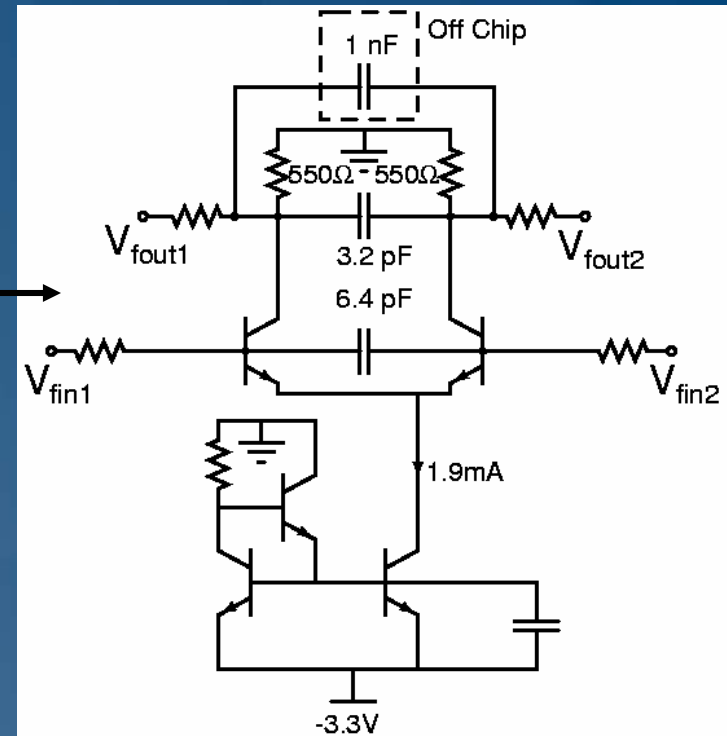 Off Chip
1 nF
550Ω 550Ω
Vfout1
3.2 pF
Vfout2
6.4 pF
Vfin1
Vfin2
1.9mA
-3.3V